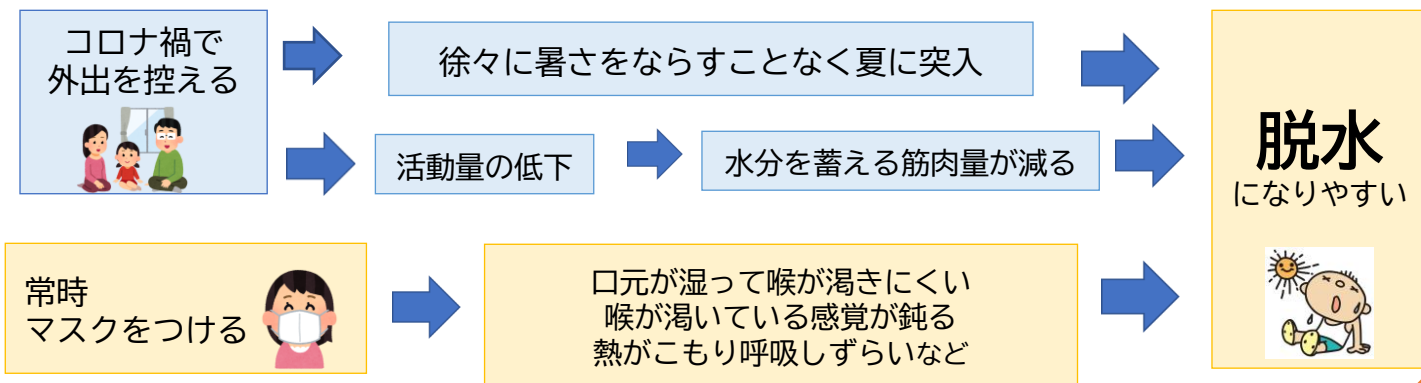 コロナ禍で
外出を控える
徐々に暑さをならすことなく夏に突入
活動量の低下
水分を蓄える筋肉量が減る
脱水
になりやすい
常時
マスクをつける
口元が湿って喉が渇きにくい
喉が渇いている感覚が鈍る
熱がこもり呼吸しずらいなど